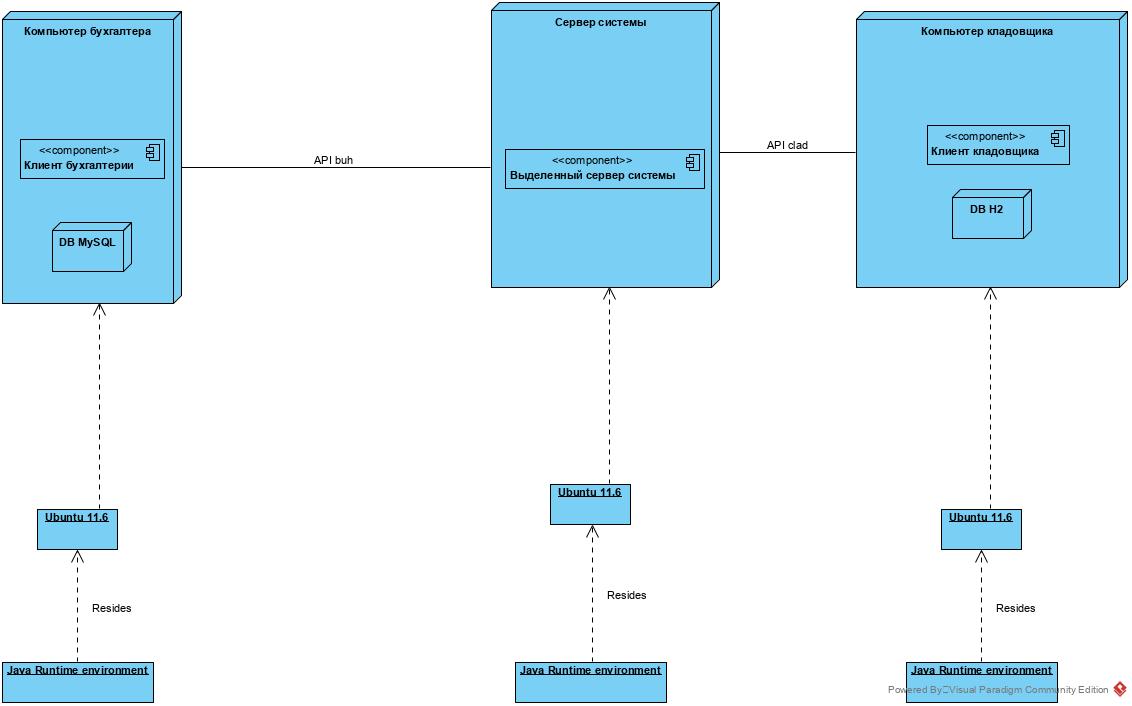 Компьютер бухгалтера
<<component>>
Клиент бухгалтерии
DB MySQL
API buh
Сервер системы
<<component>>
Выделенный сервер системы
API clad
Компьютер кладовщика
<<component>>
Клиент кладовщика
DB H2
Ubuntu 11.6
Ubuntu 11.6
Ubuntu 11.6
Resides
Resides
Resides
Java Runtime environment
Java Runtime environment
Java Runtime environment
Powered By Visual Paradigm Community Edition